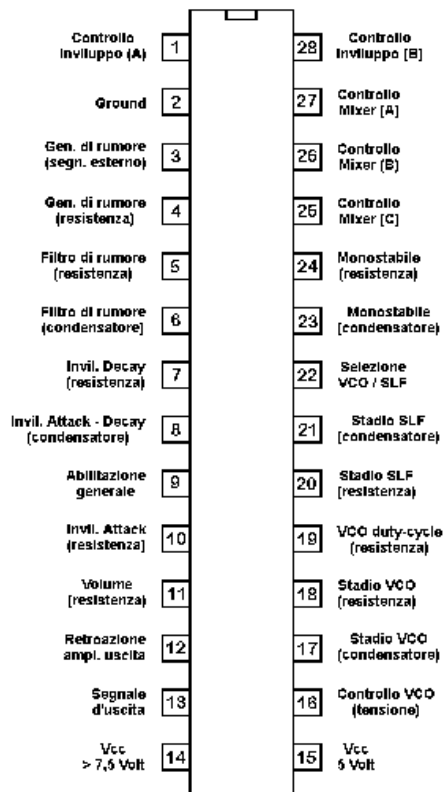 Controllo
Inviluppo (A)
1
28
Controllo
Inviluppo [B]
Ground
2
27
Controllo
Mixer [A]
Gen. di rumore
(segn. esterno)
3
26
Controllo
Mixer (B)
Gen. di rumore
(resistenza)
4
25
Controllo
Mixer [C]
Filtro di rumore
(resistenza)
5
24
Monostabile
(resistenza)
Filtro di rumore
(condensatore]
6
23
Monostabile
[condensatore)
Invil. Decay
(resistenza)
7
22
Selezione
VCO / SLF
Invil. Attack - Decay
(condensatore)
8
21
Stadio SLF
[condensatore)
Abilitazione
generale
9
20
Stadio SLF
[resistenza)
Invil. Attack
(resistenza]
10
19
VCO duty-cycle
(resistenza)
Volume
[resistenza)
11
18
Stadio VCO
(resistenza)
Retroazione
ampl. uscita
12
17
Stadio VCO
(condensatore)
Segnale
d'uscita
13
16
Controllo VCO
(tensione)
Vcc
> 7,5 Volt
14
15
Vcc
5 Volt